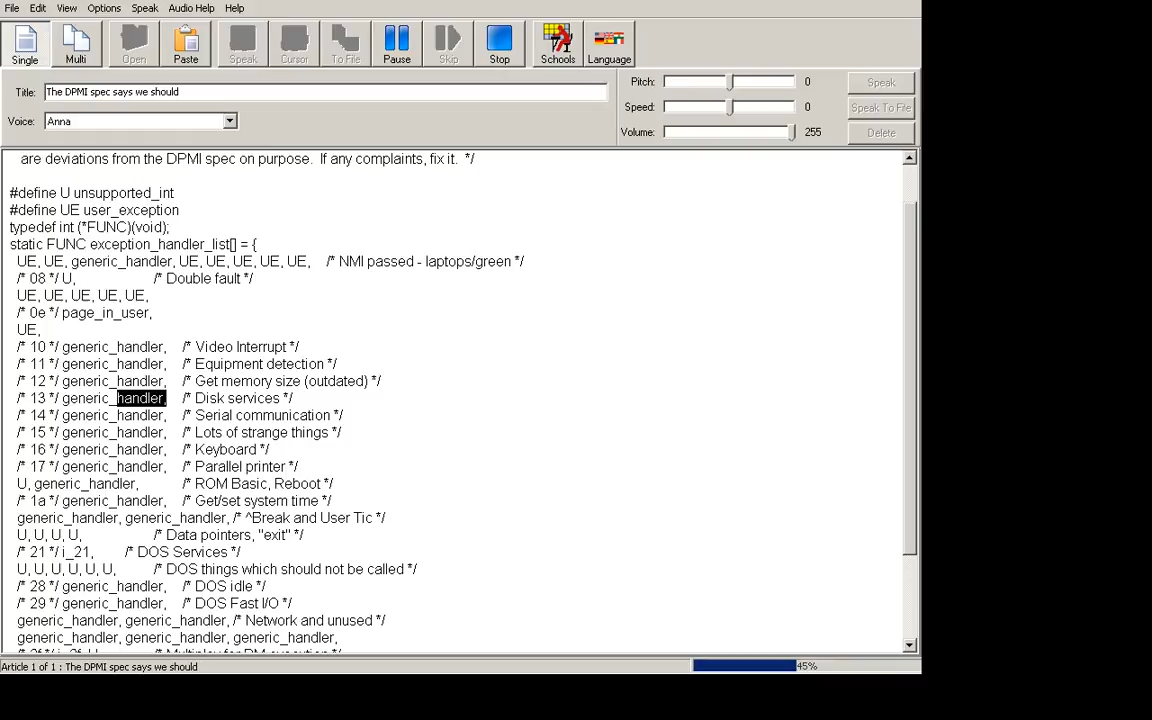 File Edit View Options Speak Audio Help Help
Single Multi Open Paste Speak Cursor To File Pause Skip Stop Schools Language
Title: The DPMI spec says we should
Voice: Anna
Pitch: 0 Speak
Speed: 0 Speak To File
Volume: 255 Delete
are deviations from the DPMI spec on purpose. If any complaints, fix it. */
#define U unsupported_int
#define UE user_exception
typedef int (*FUNC)(void);
static FUNC exception_handler_list[] = {
UE, UE, generic_handler, UE, UE, UE, UE, UE, /* NMI passed - laptops/green */
/* 08 */ U, /* Double fault */
UE, UE, UE, UE, UE,
/* 0e */ page_in_user,
UE,
/* 10 */ generic_handler, /* Video Interrupt */
/* 11 */ generic_handler, /* Equipment detection */
/* 12 */ generic_handler, /* Get memory size (outdated) */
/* 13 */ generic_handler, /* Disk services */
/* 14 */ generic_handler, /* Serial communication */
/* 15 */ generic_handler, /* Lots of strange things */
/* 16 */ generic_handler, /* Keyboard */
/* 17 */ generic_handler, /* Parallel printer */
U, generic_handler, /* ROM Basic, Reboot */
/* 1a */ generic_handler, /* Get/set system time */
generic_handler, generic_handler, /* ^Break and User Tic */
U, U, U, U, /* Data pointers, "exit" */
/* 21 */ i_21, /* DOS Services */
U, U, U, U, U, U, /* DOS things which should not be called */
/* 28 */ generic_handler, /* DOS idle */
/* 29 */ generic_handler, /* DOS Fast I/O */
generic_handler, generic_handler, /* Network and unused */
generic_handler, generic_handler, generic_handler,
/* 2f */ i_2f, U, /* Multiplex for PM execution */
Article 1 of 1 : The DPMI spec says we should 45%